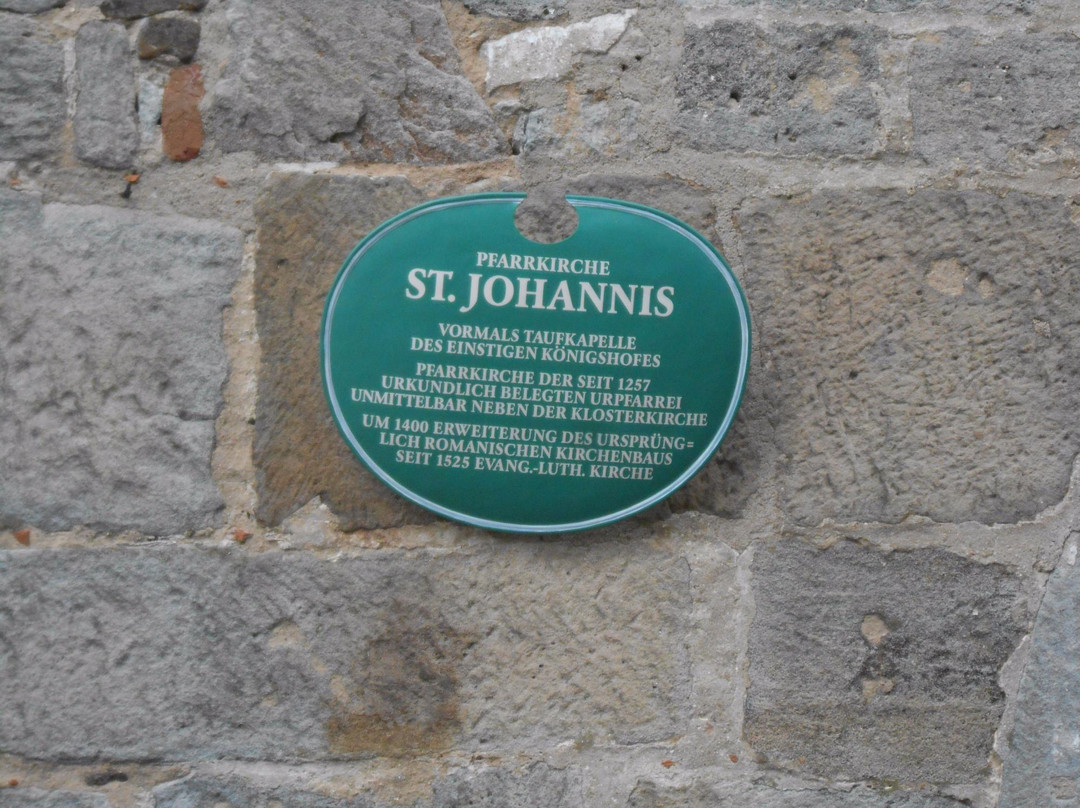 PFARRKIRCHE
ST. JOHANNIS
VORMALS TAUFKAPELLE
DES EINSTIGEN KÖNIGSHOFES
PFARRKIRCHE DER SEIT 1257
URKUNDLICH BELEGTEN URPFARREI
UNMITTELBAR NEBEN DER KLOSTERKIRCHE
UM 1400 ERWEITERUNG DES URSPRÜNG=
LICH ROMANISCHEN KIRCHENBAUS
SEIT 1525 EVANG.-LUTH. KIRCHE